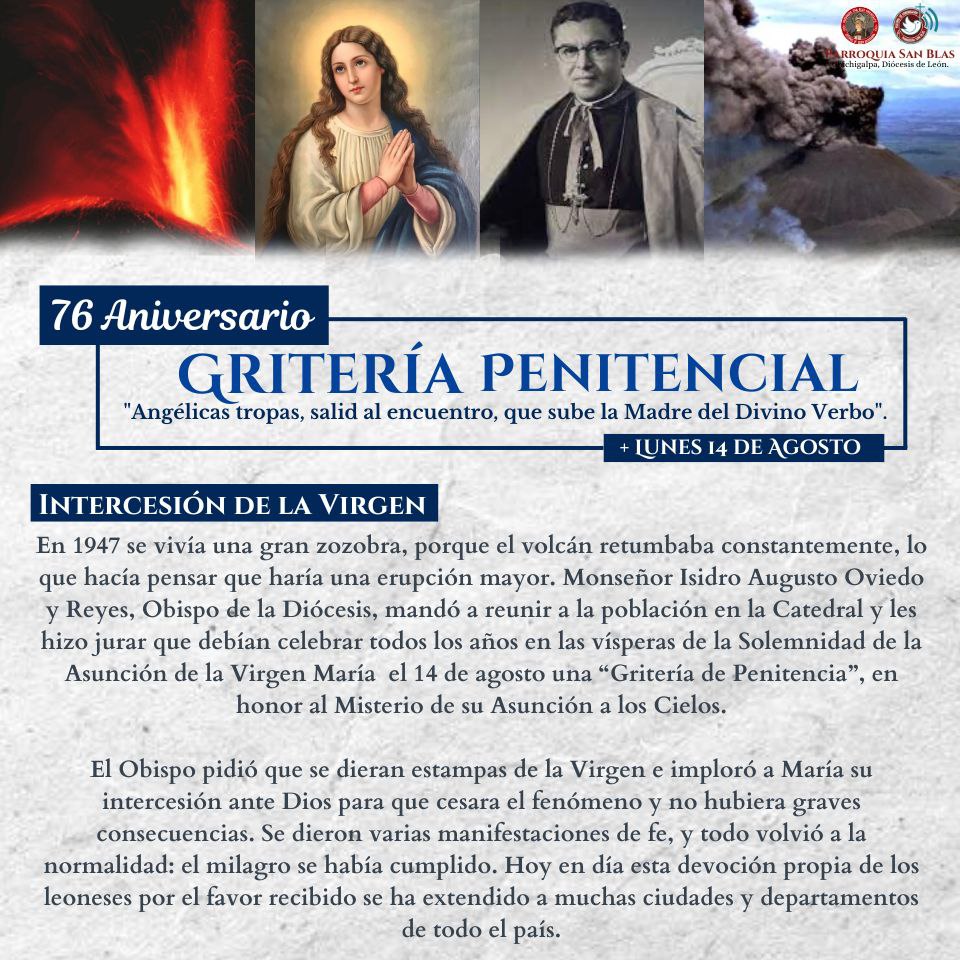 PARROQUIA SAN BLAS
Chichigalpa, Diócesis de León.
76 Aniversario
GRITERÍA PENITENCIAL
"Angélicas tropas, salid al encuentro, que sube la Madre del Divino Verbo".
+ LUNES 14 DE AGOSTO
INTERCESIÓN DE LA VIRGEN
En 1947 se vivía una gran zozobra, porque el volcán retumbaba constantemente, lo
que hacía pensar que haría una erupción mayor. Monseñor Isidro Augusto Oviedo
y Reyes, Obispo de la Diócesis, mandó a reunir a la población en la Catedral y les
hizo jurar que debían celebrar todos los años en las vísperas de la Solemnidad de la
Asunción de la Virgen María el 14 de agosto una “Gritería de Penitencia”, en
honor al Misterio de su Asunción a los Cielos.
El Obispo pidió que se dieran estampas de la Virgen e imploró a María su
intercesión ante Dios para que cesara el fenómeno y no hubiera graves
consecuencias. Se dieron varias manifestaciones de fe, y todo volvió a la
normalidad: el milagro se había cumplido. Hoy en día esta devoción propia de los
leoneses por el favor recibido se ha extendido a muchas ciudades y departamentos
de todo el país.